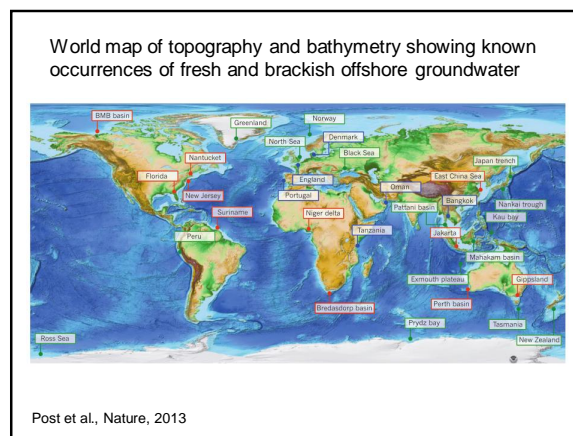 World map of topography and bathymetry showing known
occurrences of fresh and brackish offshore groundwater
BMB basin
Greenland
Norway
North Sea
Denmark
Nantucket
Black Sea
Japan trench
Florida
England
Oman
East China Sea
New Jersey
Portugal
Pattani basin
Bangkok
Nankai trough
Suriname
Niger delta
Kau bay
Peru
Tanzania
Jakarta
Mahakam basin
Exmouth plateau
Gippsland
Bredasdorp basin
Perth basin
Ross Sea
Prydz bay
Tasmania
New Zealand
Post et al., Nature, 2013